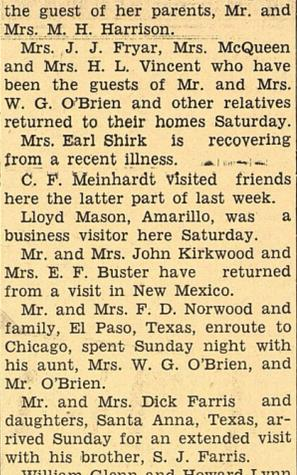 the guest of her parents, Mr. and
Mrs. M. H. Harrison.
Mrs. J. J. Fryar, Mrs. McQueen
and Mrs. H. L. Vincent who have
been the guests of Mr. and Mrs.
W. G. O'Brien and other relatives
returned to their homes Saturday.
Mrs. Earl Shirk is recovering
from a recent illness.
C. F. Meinhardt visited friends
here the latter part of last week.
Lloyd Mason, Amarillo, was a
business visitor here Saturday.
Mr. and Mrs. John Kirkwood and
Mrs. E. F. Buster have returned
from a visit in New Mexico.
Mr. and Mrs. F. D. Norwood and
family, El Paso, Texas, enroute to
Chicago, spent Sunday night with
his aunt, Mrs. W. G. O'Brien, and
Mr. O'Brien.
Mr. and Mrs. Dick Farris and
daughters, Santa Anna, Texas, ar-
rived Sunday for an extended visit
with his brother, S. J. Farris.
William Glenn and Howard Lynn